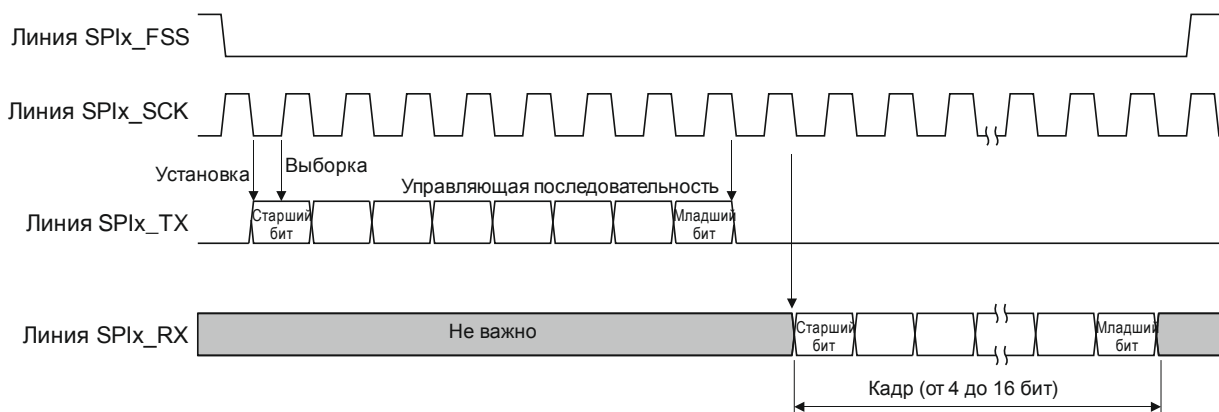 Линия SPIx_FSS
Линия SPIx_SCK
Установка
Выборка
Управляющая последовательность
Линия SPIx_TX
Старший
бит
Младший
бит
Линия SPIx_RX
Не важно
Старший
бит
Младший
бит
Кадр (от 4 до 16 бит)